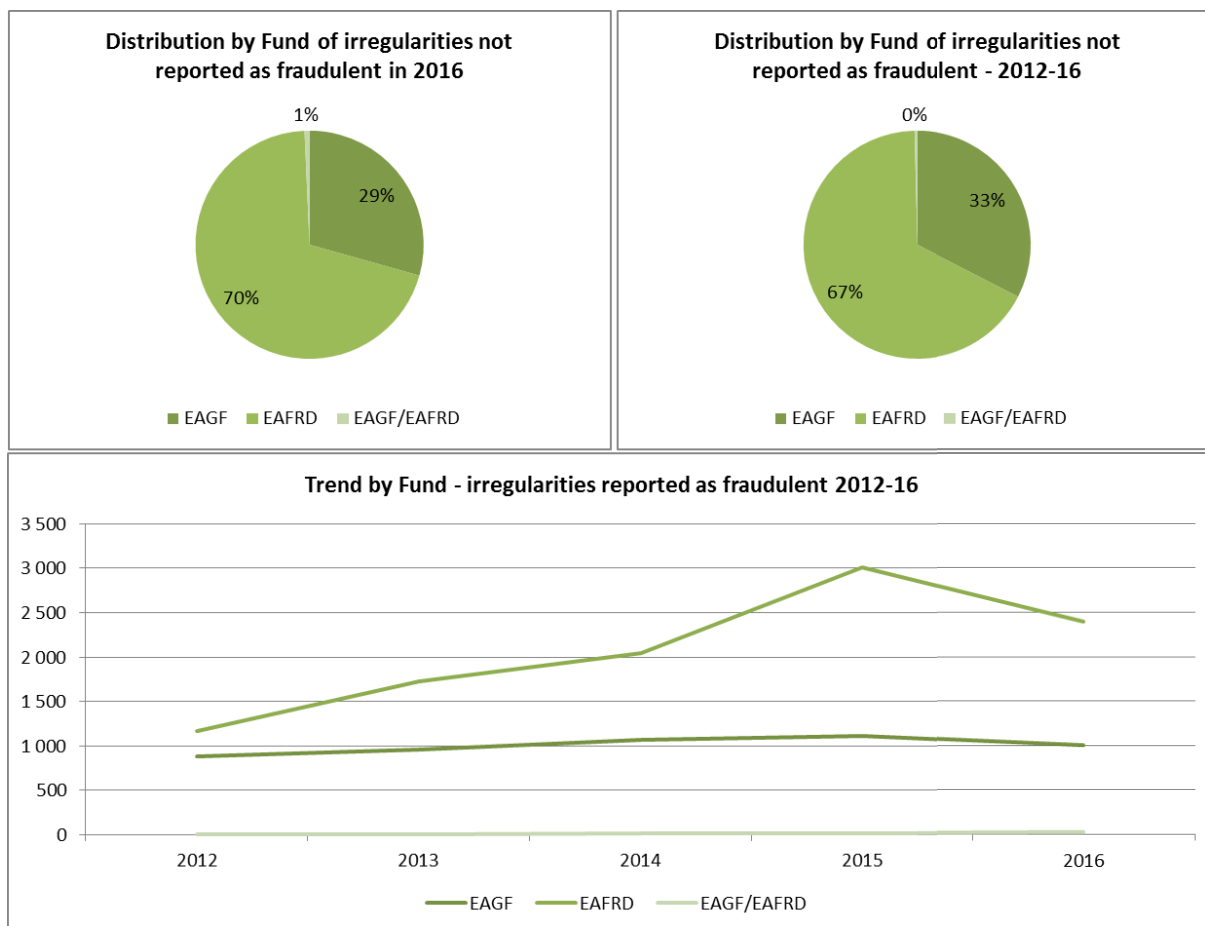 Distribution by Fund of irregularities not
reported as fraudulent in 2016
1%
29%
70%
EAGF EAFRD EAGF/EAFRD
Distribution by Fund of irregularities not
reported as fraudulent - 2012-16
0%
33%
67%
EAGF EAFRD EAGF/EAFRD
Trend by Fund - irregularities reported as fraudulent 2012-16
3 500
3 000
2 500
2 000
1 500
1 000
500
0
2012 2013 2014 2015 2016
EAGF EAFRD EAGF/EAFRD